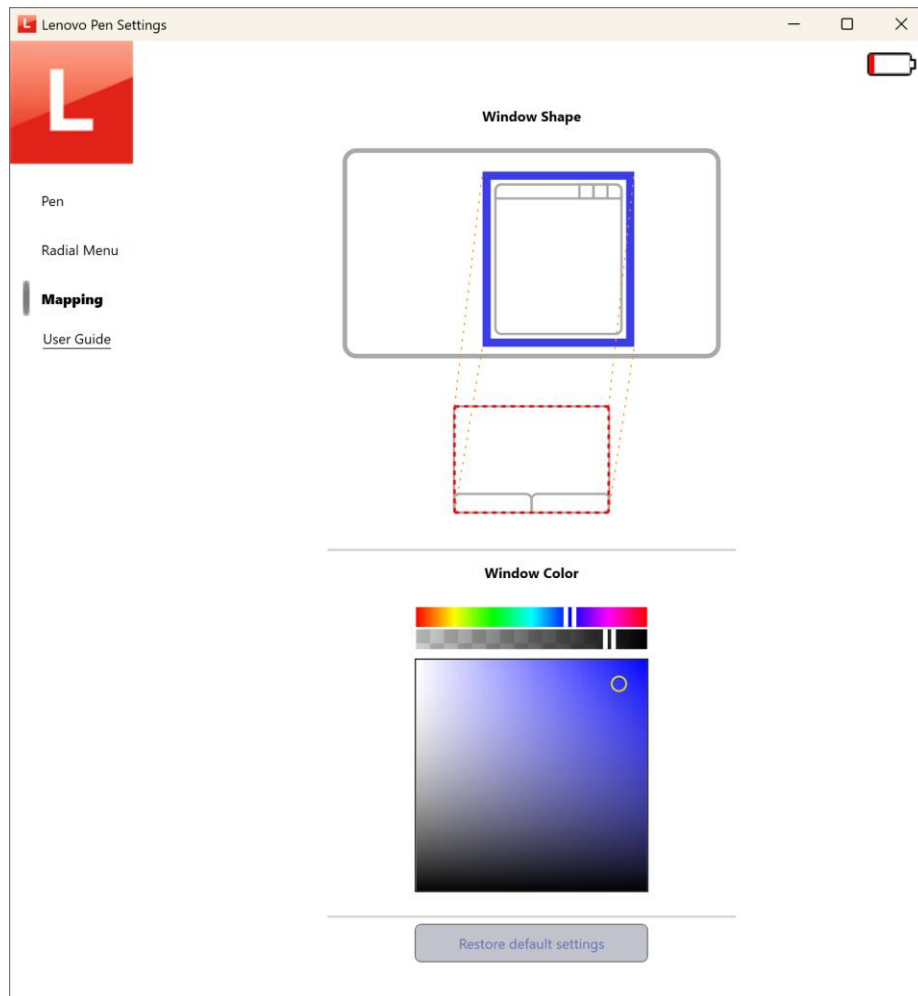 Lenovo Pen Settings
L
Pen
Radial Menu
Mapping
User Guide
Window Shape
Window Color
Restore default settings